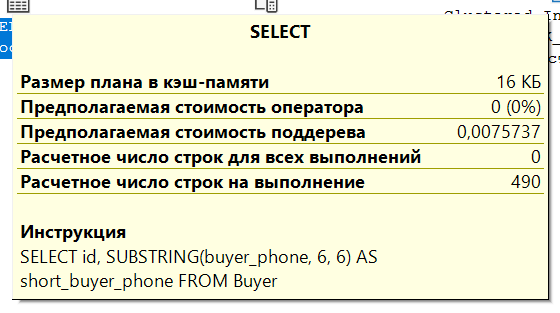 SELECT
Размер плана в кэш-памяти 16 КБ
Предполагаемая стоимость оператора 0 (0%)
Предполагаемая стоимость поддерева 0,0075737
Расчетное число строк для всех выполнений 0
Расчетное число строк на выполнение 490
Инструкция
SELECT id, SUBSTRING(buyer_phone, 6, 6) AS
short_buyer_phone FROM Buyer